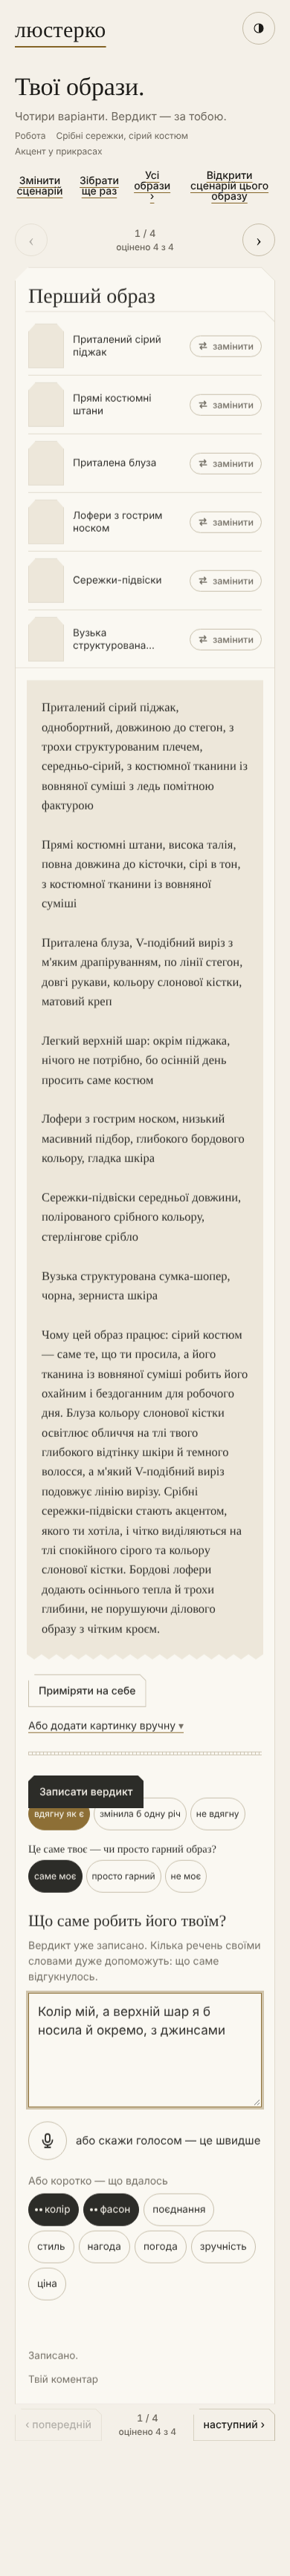 люстерко
Твої образи.
Чотири варіанти. Вердикт — за тобою.
Робота Срібні сережки, сірий костюм
Акцент у прикрасах
Змінити сценарій
Зібрати ще раз
Усі образи ›
Відкрити сценарій цього образу
‹
1 / 4
оцінено 4 з 4
›
Перший образ
Приталений сірий
піджак
⇄ замінити
Прямі костюмні
штани
⇄ замінити
Приталена блуза
⇄ замінити
Лофери з гострим
носком
⇄ замінити
Сережки-підвіски
⇄ замінити
Вузька
структурована...
⇄ замінити
Приталений сірий піджак,
однобортний, довжиною до стегон, з
трохи структурованим плечем,
середньо-сірий, з костюмної тканини із
вовняної суміші з ледь помітною
фактурою
Прямі костюмні штани, висока талія,
повна довжина до кісточки, сірі в тон,
з костюмної тканини із вовняної
суміші
Приталена блуза, V-подібний виріз з
м'яким драпіруванням, по лінії стегон,
довгі рукави, кольору слонової кістки,
матовий креп
Легкий верхній шар: окрім піджака,
нічого не потрібно, бо осінній день
просить саме костюм
Лофери з гострим носком, низький
масивний підбор, глибокого бордового
кольору, гладка шкіра
Сережки-підвіски середньої довжини,
полірованого срібного кольору,
стерлінгове срібло
Вузька структурована сумка-шопер,
чорна, зерниста шкіра
Чому цей образ працює: сірий костюм
— саме те, що ти просила, а його
тканина із вовняної суміші робить його
охайним і бездоганним для робочого
дня. Блуза кольору слонової кістки
освітлює обличчя на тлі твого
глибокого відтінку шкіри й темного
волосся, а м'який V-подібний виріз
подовжує лінію вирізу. Срібні
сережки-підвіски стають акцентом,
якого ти хотіла, і чітко виділяються на
тлі спокійного сірого та кольору
слонової кістки. Бордові лофери
додають осіннього тепла й трохи
глибини, не порушуючи ділового
образу з чітким кроєм.
Приміряти на себе
Або додати картинку вручну ▾
Записати вердикт
вдягну як є
змінила б одну річ
не вдягну
Це саме твоє — чи просто гарний образ?
саме моє
просто гарний
не моє
Що саме робить його твоїм?
Вердикт уже записано. Кілька речень своїми
словами дуже допоможуть: що саме
відгукнулось.
Колір мій, а верхній шар я б
носила й окремо, з джинсами
або скажи голосом — це швидше
Або коротко — що вдалось
•• колір
•• фасон
поєднання
стиль
нагода
погода
зручність
ціна
Записано.
Твій коментар
‹ попередній
1 / 4
оцінено 4 з 4
наступний ›